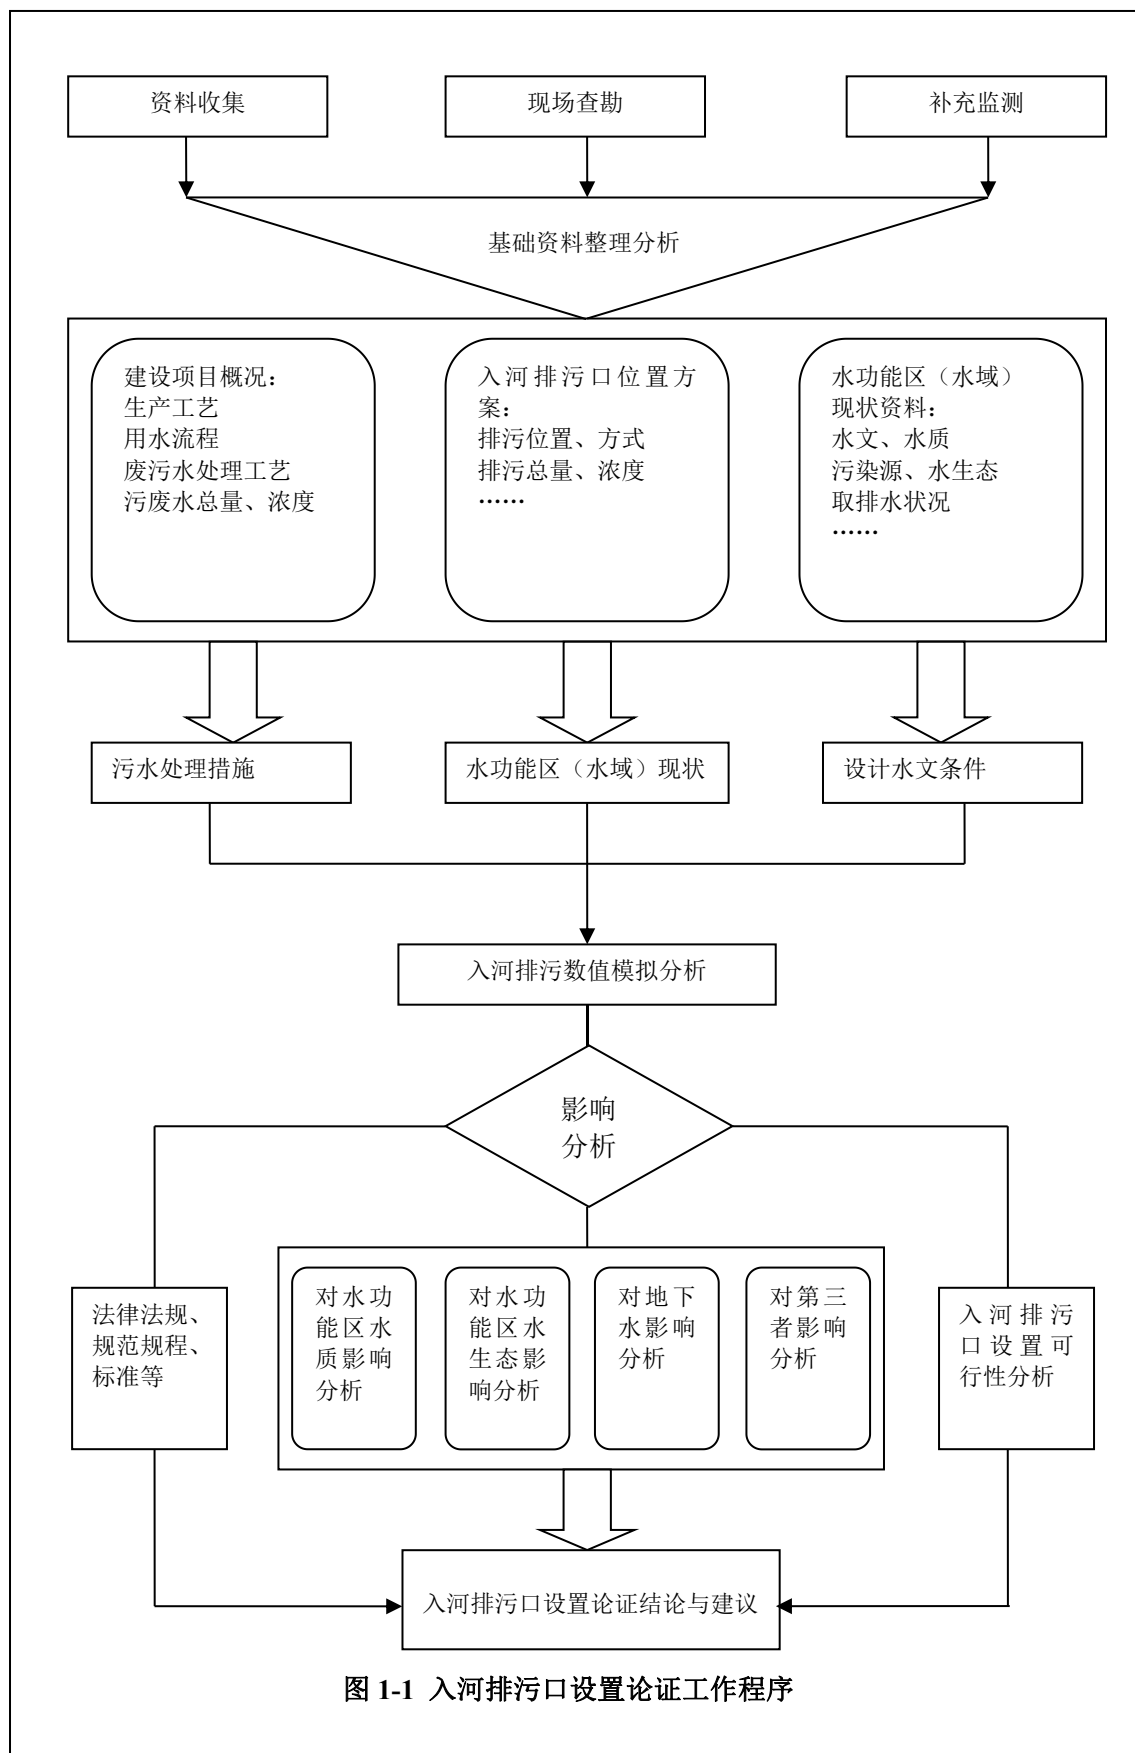 资料收集
现场查勘
补充监测
基础资料整理分析
建设项目概况：
生产工艺
用水流程
废污水处理工艺
污废水总量、浓度
入河排污口位置方
案：
排污位置、方式
排污总量、浓度
……
水功能区（水域）
现状资料：
水文、水质
污染源、水生态
取排水状况
……
污水处理措施
水功能区（水域）现状
设计水文条件
入河排污数值模拟分析
影响
分析
法律法规、
规范规程、
标准等
对水功
能区水
质影响
分析
对水功
能区水
生态影
响分析
对地下
水影响
分析
对第三
者影响
分析
入河排污
口设置可
行性分析
入河排污口设置论证结论与建议
图 1-1 入河排污口设置论证工作程序